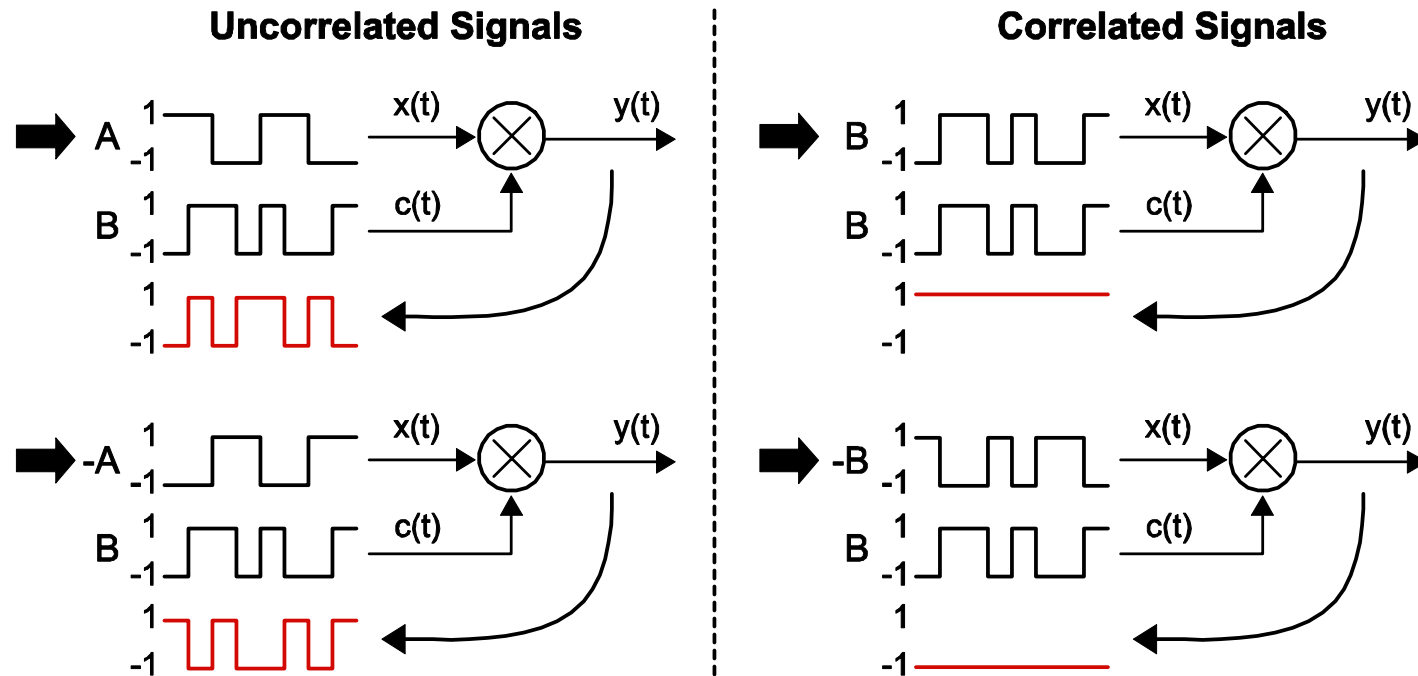 Uncorrelated Signals
1
A
-1
x(t)
y(t)
1
B
-1
c(t)
1
-1
1
-A
-1
x(t)
y(t)
1
B
-1
c(t)
1
-1
Correlated Signals
1
B
-1
x(t)
y(t)
1
B
-1
c(t)
1
-1
1
-B
-1
x(t)
y(t)
1
B
-1
c(t)
1
-1